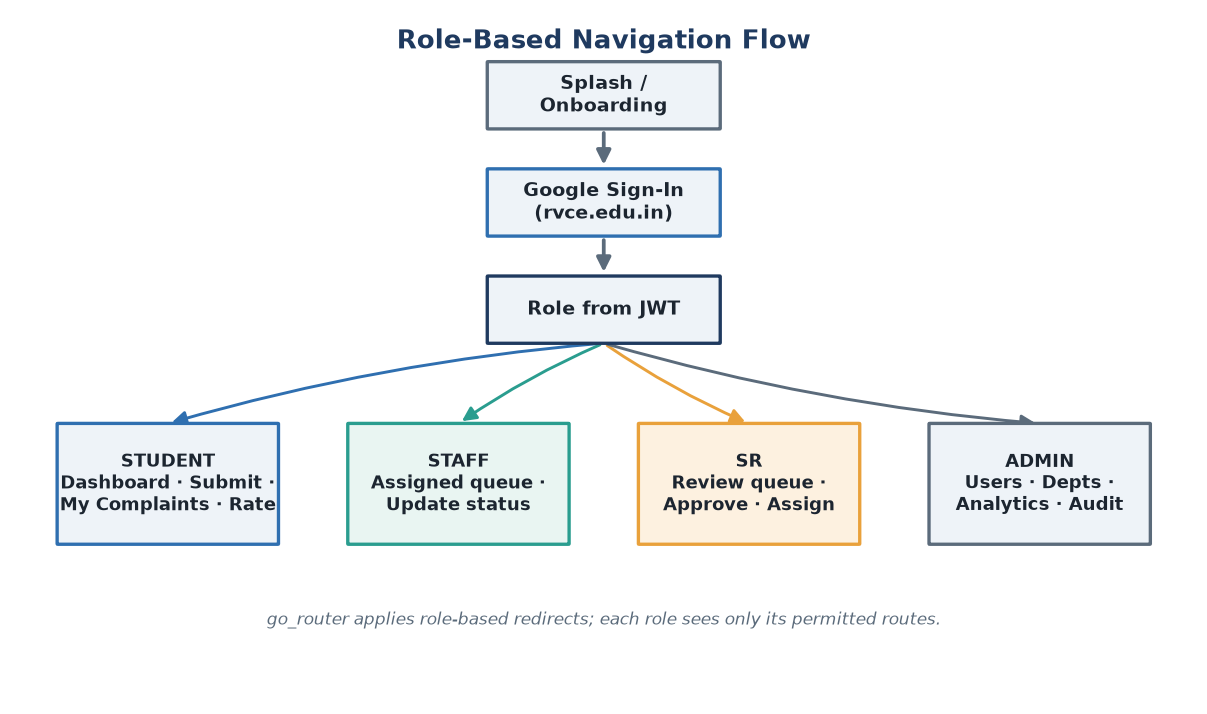 Role-Based Navigation Flow
Splash /
Onboarding
Google Sign-In
(rvce.edu.in)
Role from JWT
STUDENT
Dashboard · Submit ·
My Complaints · Rate
STAFF
Assigned queue ·
Update status
SR
Review queue ·
Approve · Assign
ADMIN
Users · Depts ·
Analytics · Audit
go_router applies role-based redirects; each role sees only its permitted routes.